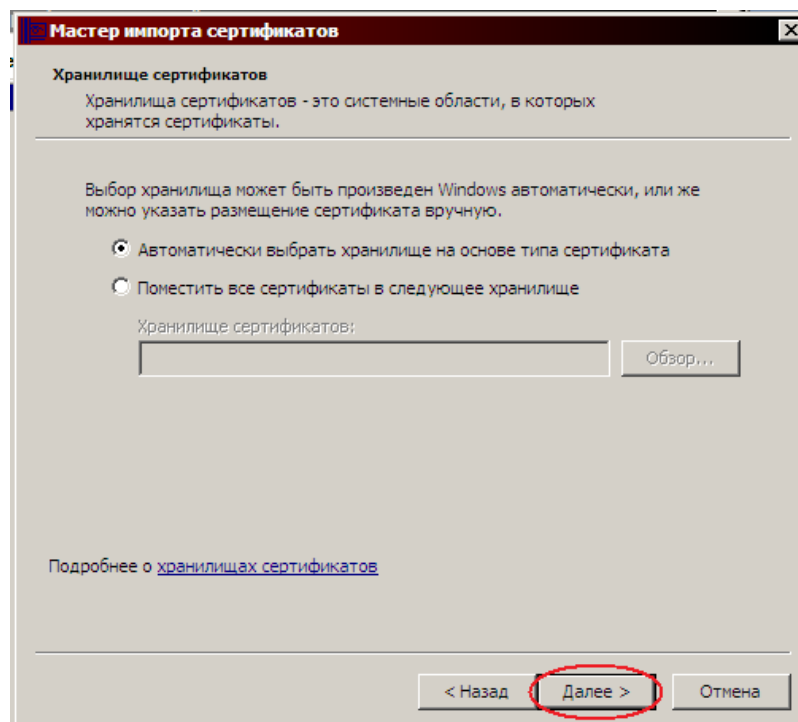 Мастер импорта сертификатов
Хранилище сертификатов
Хранилища сертификатов - это системные области, в которых
хранятся сертификаты.
Выбор хранилища может быть произведен Windows автоматически, или же
можно указать размещение сертификата вручную.
Автоматически выбрать хранилище на основе типа сертификата
Поместить все сертификаты в следующее хранилище
Хранилище сертификатов:
Обзор...
Подробнее о хранилищах сертификатов
< Назад Далее > Отмена